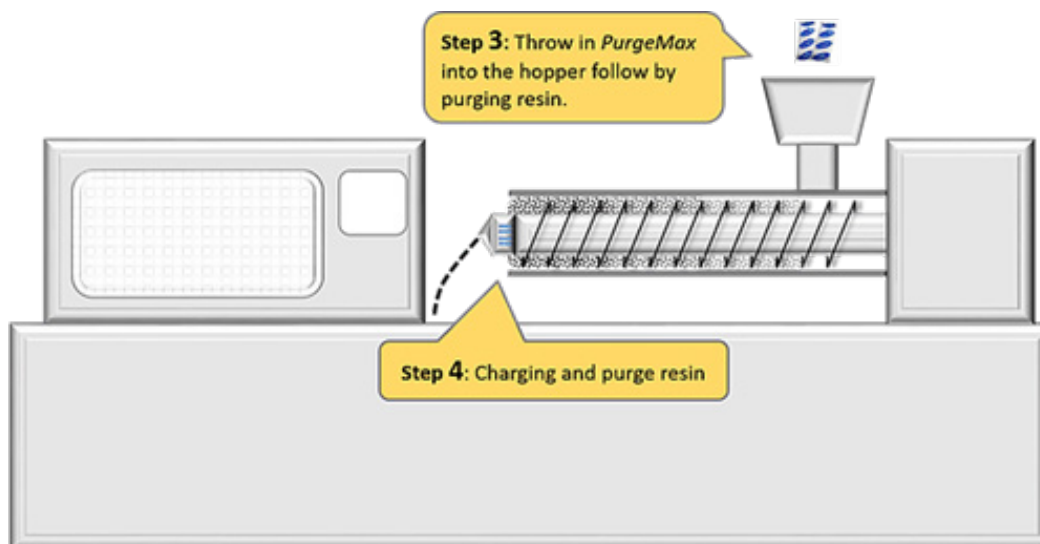 Step 3: Throw in PurgeMax
into the hopper follow by
purging resin.
Step 4: Charging and purge resin